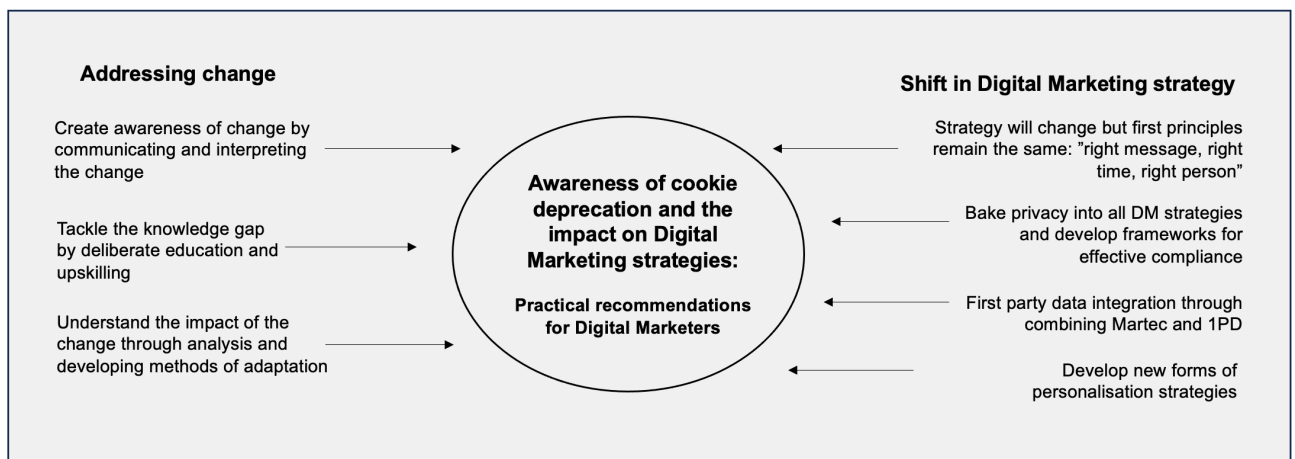 Addressing change
Create awareness of change by
communicating and interpreting
the change
Tackle the knowledge gap
by deliberate education and
upskilling
Understand the impact of the
change through analysis and
developing methods of adaptation
Awareness of cookie
deprecation and the
impact on Digital
Marketing strategies:
Practical recommendations
for Digital Marketers
Shift in Digital Marketing strategy
Strategy will change but first principles
remain the same: ”right message, right
time, right person”
Bake privacy into all DM strategies
and develop frameworks for
effective compliance
First party data integration through
combining Martec and 1PD
Develop new forms of
personalisation strategies